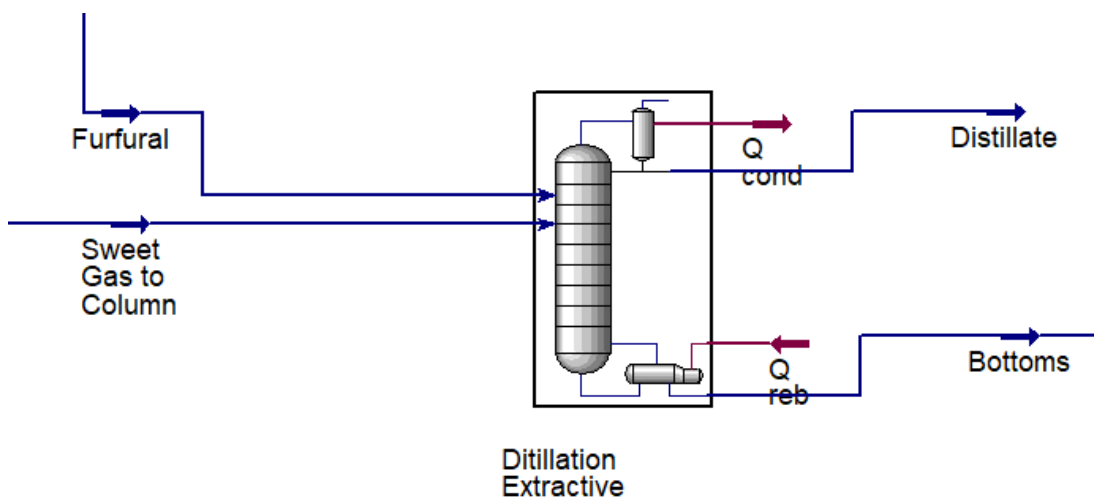 Furfural
Sweet
Gas to
Column
Q
cond
Distillate
Q
reb
Bottoms
Ditillation
Extractive